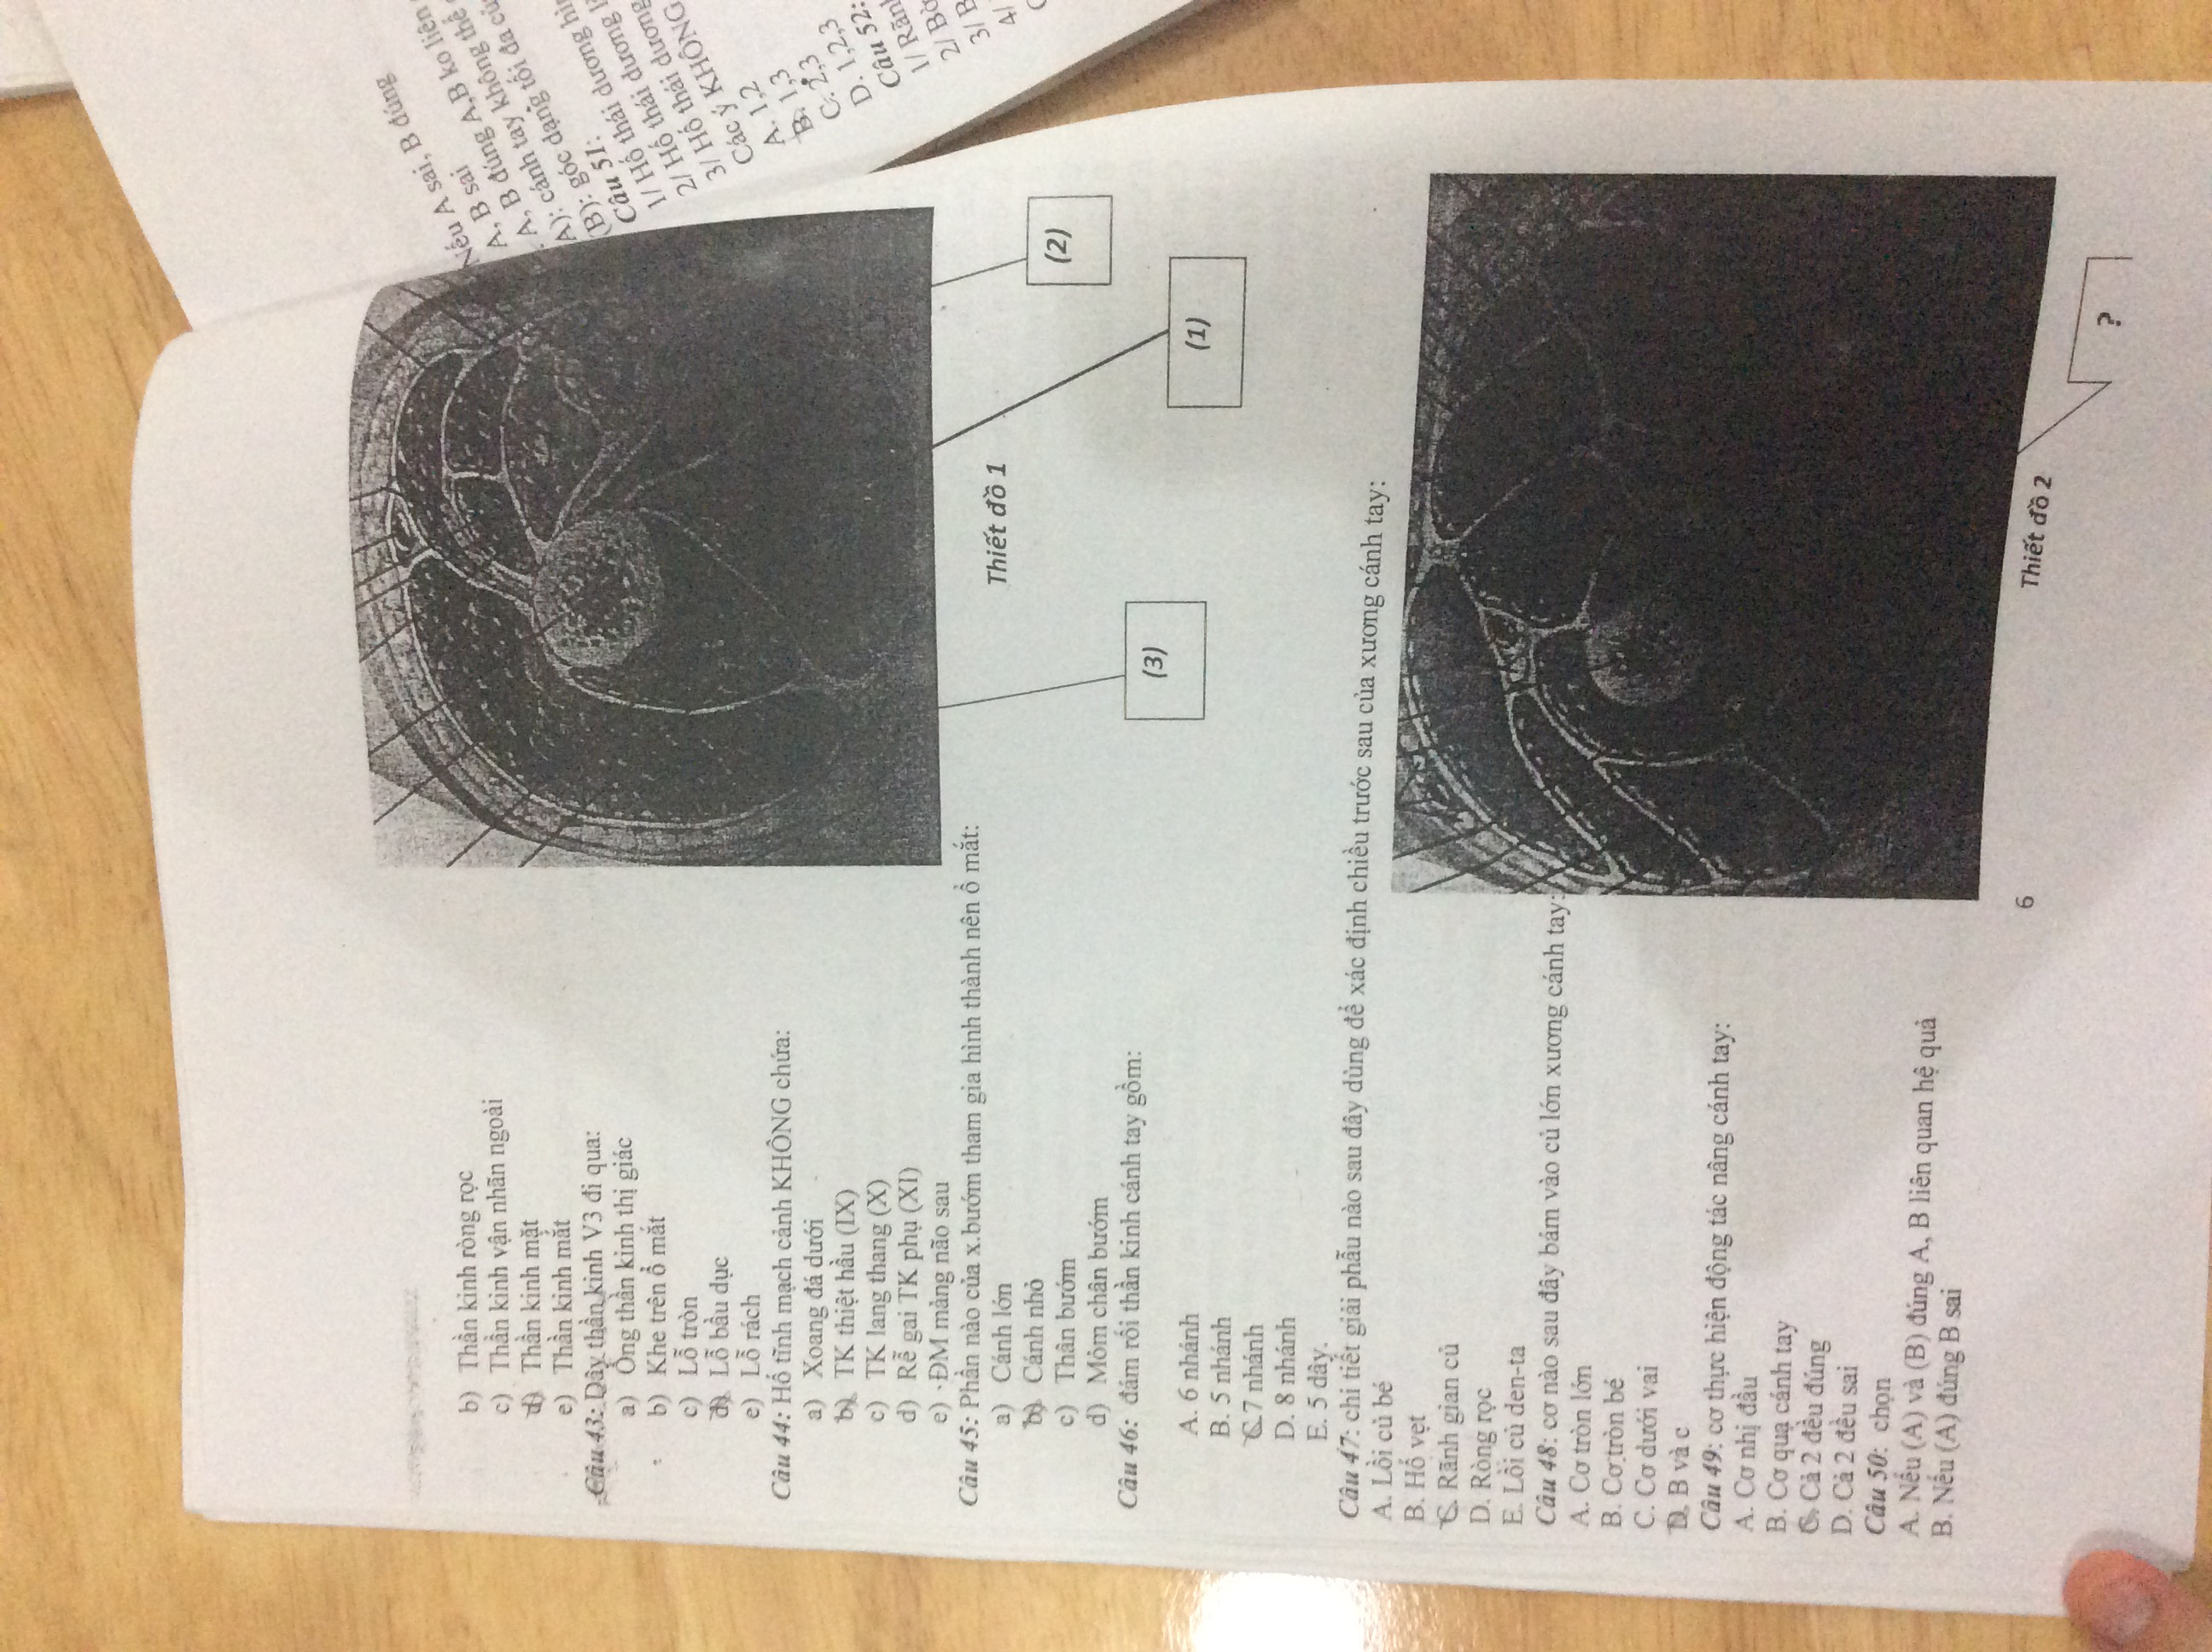 b) Thần kinh ròng rọc
c) Thần kinh vận nhãn ngoài
d) Thần kinh mặt
e) Thần kinh mắt
Câu 43: Dây thần kinh V3 đi qua:
a) Ống thần kinh thị giác
b) Khe trên ổ mắt
c) Lỗ tròn
d) Lỗ bầu dục
e) Lỗ rách
Câu 44: Hố tĩnh mạch cảnh KHÔNG chứa:
a) Xoang đá dưới
b) TK thiệt hầu (IX)
c) TK lang thang (X)
d) Rễ gai TK phụ (XI)
e) ĐM màng não sau
Câu 45: Phần nào của x.bướm tham gia hình thành nên ổ mắt:
a) Cánh lớn
b) Cánh nhỏ
c) Thân bướm
d) Mỏm chân bướm
Câu 46: đám rối thần kinh cánh tay gồm:
A. 6 nhánh
B. 5 nhánh
C.7 nhánh
D. 8 nhánh
E. 5 dây.
Câu 47: chi tiết giải phẫu nào sau đây dùng để xác định chiều trước sau của xương cánh tay:
A. Lồi củ bé
B. Hố vẹt
C. Rãnh gian củ
D. Ròng rọc
E. Lồi củ den-ta
Câu 48: cơ nào sau đây bám vào củ lớn xương cánh tay:
A. Cơ tròn lớn
B. Cơ tròn bé
C. Cơ dưới vai
D. B và c
Câu 49: cơ thực hiện động tác nâng cánh tay:
A. Cơ nhị đầu
B. Cơ quạ cánh tay
C. Cả 2 đều đúng
D. Cả 2 đều sai
Câu 50: chọn
A. Nếu (A) và (B) đúng A, B liên quan hệ quả
B. Nếu (A) đúng B sai
6
Thiết đồ 1
(2)
(3)
(1)
Thiết đồ 2
?
Nếu A sai, B đúng
A, B sai
A, B đúng A,B ko liên
A): cánh tay không thể
(B): góc dạng tối đa
Câu 51:
1/ Hố thái dương
2/ Hố thái dương
3/ Hố thái dương
Các ý KHÔNG
A. 1,2
B. 1,3
C. 2,3
D. 1,2,3
Câu 52:
1/
2/
3/
4/